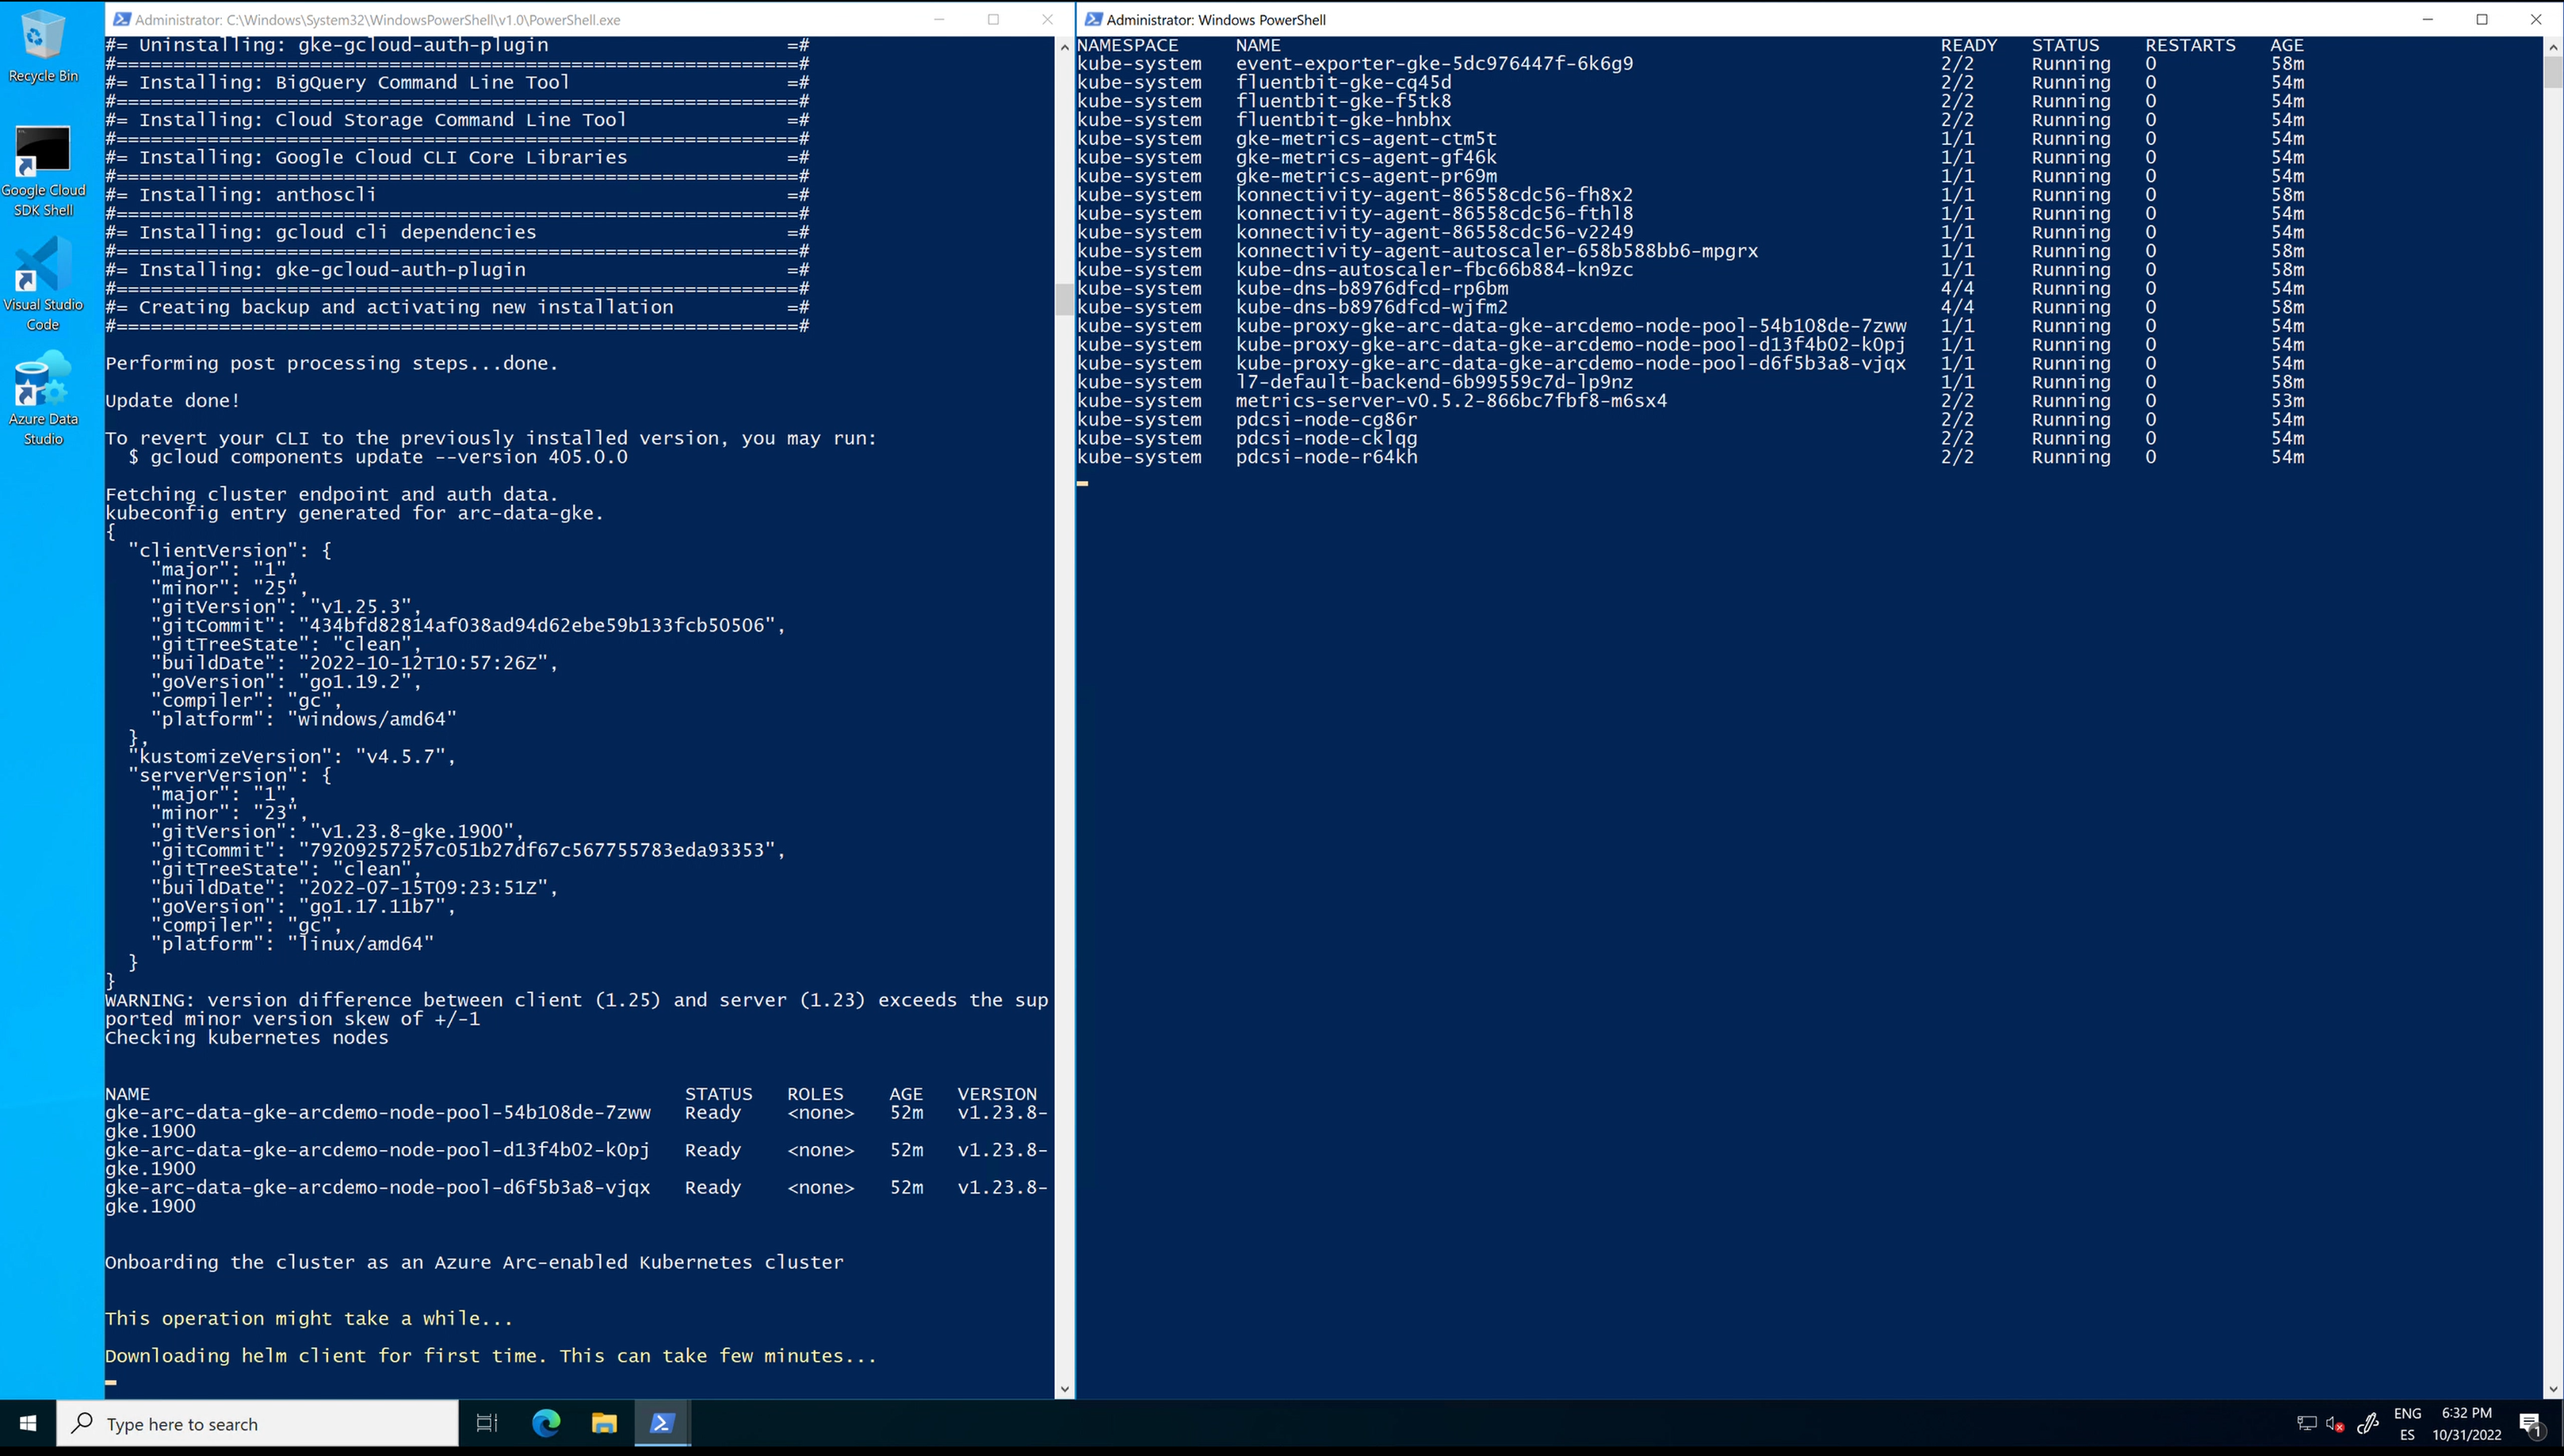 Recycle Bin
Google Cloud
SDK Shell
Visual Studio
Code
Azure Data
Studio
Administrator: C:\Windows\System32\WindowsPowerShell\v1.0\PowerShell.exe
#= Uninstalling: gke-gcloud-auth-plugin                     =#
#============================================================#
#= Installing: BigQuery Command Line Tool                   =#
#============================================================#
#= Installing: Cloud Storage Command Line Tool              =#
#============================================================#
#= Installing: Google Cloud CLI Core Libraries              =#
#============================================================#
#= Installing: anthoscli                                    =#
#============================================================#
#= Installing: gcloud cli dependencies                      =#
#============================================================#
#= Installing: gke-gcloud-auth-plugin                       =#
#============================================================#
#= Creating backup and activating new installation          =#
#============================================================#
Performing post processing steps...done.
Update done!
To revert your CLI to the previously installed version, you may run:
  $ gcloud components update --version 405.0.0
Fetching cluster endpoint and auth data.
kubeconfig entry generated for arc-data-gke.
{
  "clientVersion": {
    "major": "1",
    "minor": "25",
    "gitVersion": "v1.25.3",
    "gitCommit": "434bfd82814af038ad94d62ebe59b133fcb50506",
    "gitTreeState": "clean",
    "buildDate": "2022-10-12T10:57:26Z",
    "goVersion": "go1.19.2",
    "compiler": "gc",
    "platform": "windows/amd64"
  },
  "kustomizeVersion": "v4.5.7",
  "serverVersion": {
    "major": "1",
    "minor": "23",
    "gitVersion": "v1.23.8-gke.1900",
    "gitCommit": "79209257257c051b27df67c567755783eda93353",
    "gitTreeState": "clean",
    "buildDate": "2022-07-15T09:23:51Z",
    "goVersion": "go1.17.11b7",
    "compiler": "gc",
    "platform": "linux/amd64"
  }
}
WARNING: version difference between client (1.25) and server (1.23) exceeds the sup
ported minor version skew of +/-1
Checking kubernetes nodes
NAME                                            STATUS   ROLES    AGE   VERSION
gke-arc-data-gke-arcdemo-node-pool-54b108de-7zww   Ready    <none>   52m   v1.23.8-
gke.1900
gke-arc-data-gke-arcdemo-node-pool-d13f4b02-k0pj   Ready    <none>   52m   v1.23.8-
gke.1900
gke-arc-data-gke-arcdemo-node-pool-d6f5b3a8-vjqx   Ready    <none>   52m   v1.23.8-
gke.1900
Onboarding the cluster as an Azure Arc-enabled Kubernetes cluster
This operation might take a while...
Downloading helm client for first time. This can take few minutes...
Administrator: Windows PowerShell
NAMESPACE     NAME     READY   STATUS    RESTARTS   AGE
kube-system   event-exporter-gke-5dc976447f-6k6g9   2/2   Running   0   58m
kube-system   fluentbit-gke-cq45d   2/2   Running   0   54m
kube-system   fluentbit-gke-f5tk8   2/2   Running   0   54m
kube-system   fluentbit-gke-hnbhx   2/2   Running   0   54m
kube-system   gke-metrics-agent-ctm5t   1/1   Running   0   54m
kube-system   gke-metrics-agent-gf46k   1/1   Running   0   54m
kube-system   gke-metrics-agent-pr69m   1/1   Running   0   54m
kube-system   konnectivity-agent-86558cdc56-fh8x2   1/1   Running   0   58m
kube-system   konnectivity-agent-86558cdc56-fthl8   1/1   Running   0   54m
kube-system   konnectivity-agent-86558cdc56-v2249   1/1   Running   0   54m
kube-system   konnectivity-agent-autoscaler-658b588bb6-mpgrx   1/1   Running   0   58m
kube-system   kube-dns-autoscaler-fbc66b884-kn9zc   1/1   Running   0   58m
kube-system   kube-dns-b8976dfcd-rp6bm   4/4   Running   0   54m
kube-system   kube-dns-b8976dfcd-wjfm2   4/4   Running   0   58m
kube-system   kube-proxy-gke-arc-data-gke-arcdemo-node-pool-54b108de-7zww   1/1   Running   0   54m
kube-system   kube-proxy-gke-arc-data-gke-arcdemo-node-pool-d13f4b02-k0pj   1/1   Running   0   54m
kube-system   kube-proxy-gke-arc-data-gke-arcdemo-node-pool-d6f5b3a8-vjqx   1/1   Running   0   54m
kube-system   l7-default-backend-6b99559c7d-lp9nz   1/1   Running   0   58m
kube-system   metrics-server-v0.5.2-866bc7fbf8-m6sx4   2/2   Running   0   53m
kube-system   pdcsi-node-cg86r   2/2   Running   0   54m
kube-system   pdcsi-node-cklqg   2/2   Running   0   54m
kube-system   pdcsi-node-r64kh   2/2   Running   0   54m
Type here to search
ENG
ES
6:32 PM
10/31/2022
1